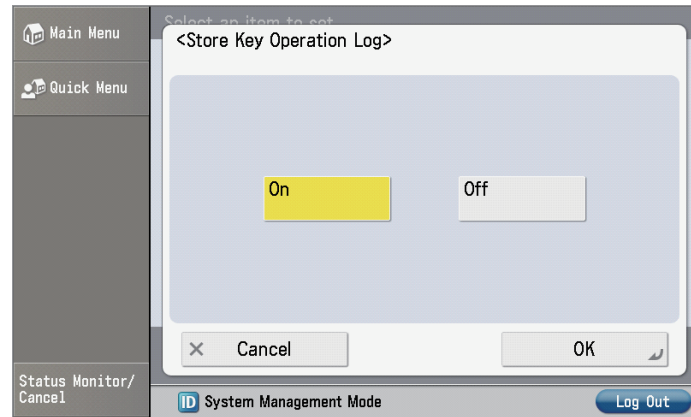 Main Menu
Quick Menu
Status Monitor/
Cancel
Select an item to set.
<Store Key Operation Log>
On
Off
Cancel
OK
ID System Management Mode
Log Out